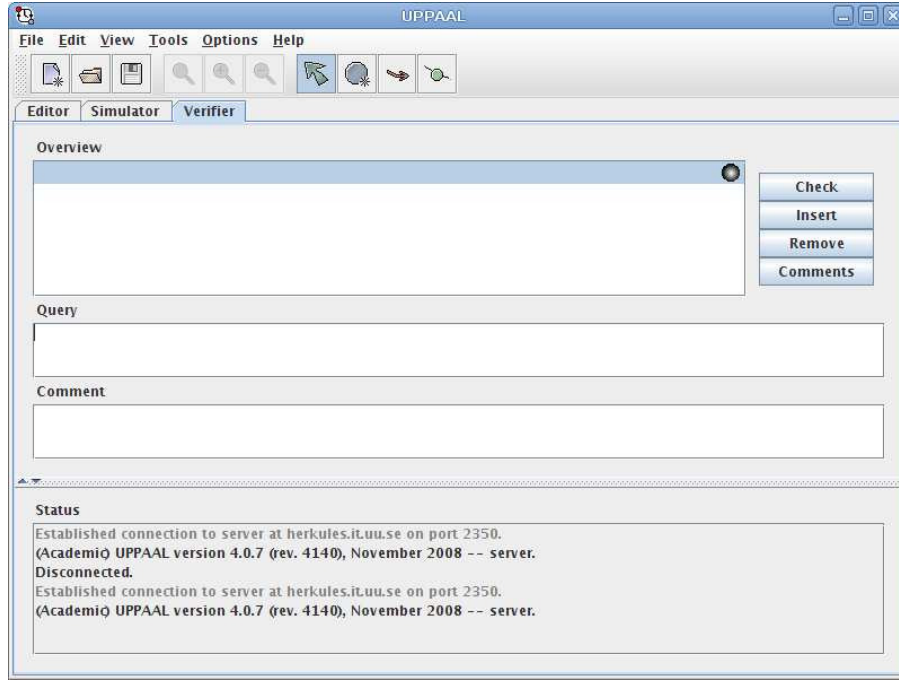 UPPAAL
File Edit View Tools Options Help
Editor Simulator Verifier
Overview
Check
Insert
Remove
Comments
Query
Comment
Status
Established connection to server at herkules.it.uu.se on port 2350.
(Academic) UPPAAL version 4.0.7 (rev. 4140), November 2008 -- server.
Disconnected.
Established connection to server at herkules.it.uu.se on port 2350.
(Academic) UPPAAL version 4.0.7 (rev. 4140), November 2008 -- server.